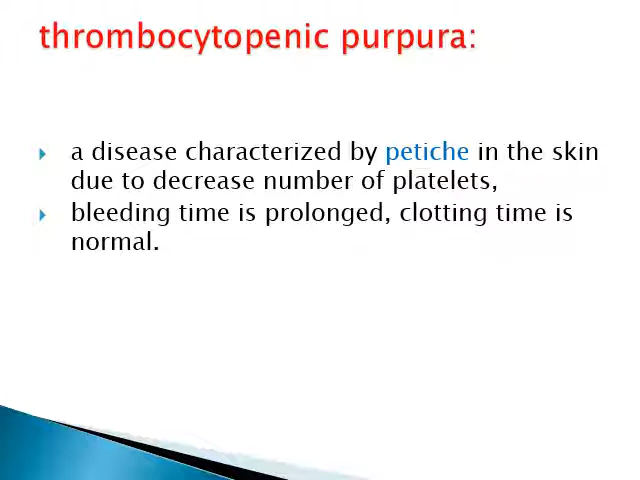 thrombocytopenic purpura:
a disease characterized by petiche in the skin
due to decrease number of platelets,
bleeding time is prolonged, clotting time is
normal.